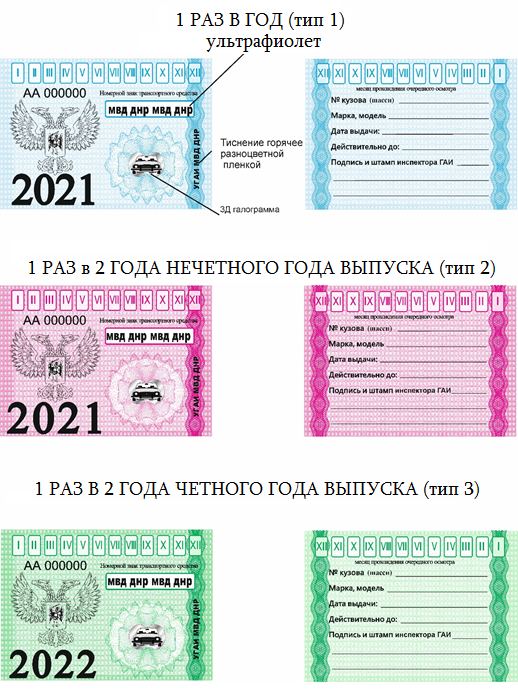 1 РАЗ В ГОД (тип 1)
ультрафиолет
I II III IV V VI VII VIII IX X XI XII
АА 000000 Номерной знак транспортного средства
МВД ДНР МВД ДНР
УГАИ МВД ДНР
2021
Тиснение горячее
разноцветной
пленкой
3Д галограмма
XII XI X IX VIII VII VI V IV III II I
месяц прохождения очередного осмотра
№ кузова (шасси)
Марка, модель
Дата выдачи:
Действительно до:
Подпись и штамп инспектора ГАИ
1 РАЗ в 2 ГОДА НЕЧЕТНОГО ГОДА ВЫПУСКА (тип 2)
I II III IV V VI VII VIII IX X XI XII
АА 000000 Номерной знак транспортного средства
МВД ДНР МВД ДНР
УГАИ МВД ДНР
2021
XII XI X IX VIII VII VI V IV III II I
месяц прохождения очередного осмотра
№ кузова (шасси)
Марка, модель
Дата выдачи:
Действительно до:
Подпись и штамп инспектора ГАИ
1 РАЗ В 2 ГОДА ЧЕТНОГО ГОДА ВЫПУСКА (тип 3)
I II III IV V VI VII VIII IX X XI XII
АА 000000 Номерной знак транспортного средства
МВД ДНР МВД ДНР
УГАИ МВД ДНР
2022
XII XI X IX VIII VII VI V IV III II I
месяц прохождения очередного осмотра
№ кузова (шасси)
Марка, модель
Дата выдачи:
Действительно до:
Подпись и штамп инспектора ГАИ